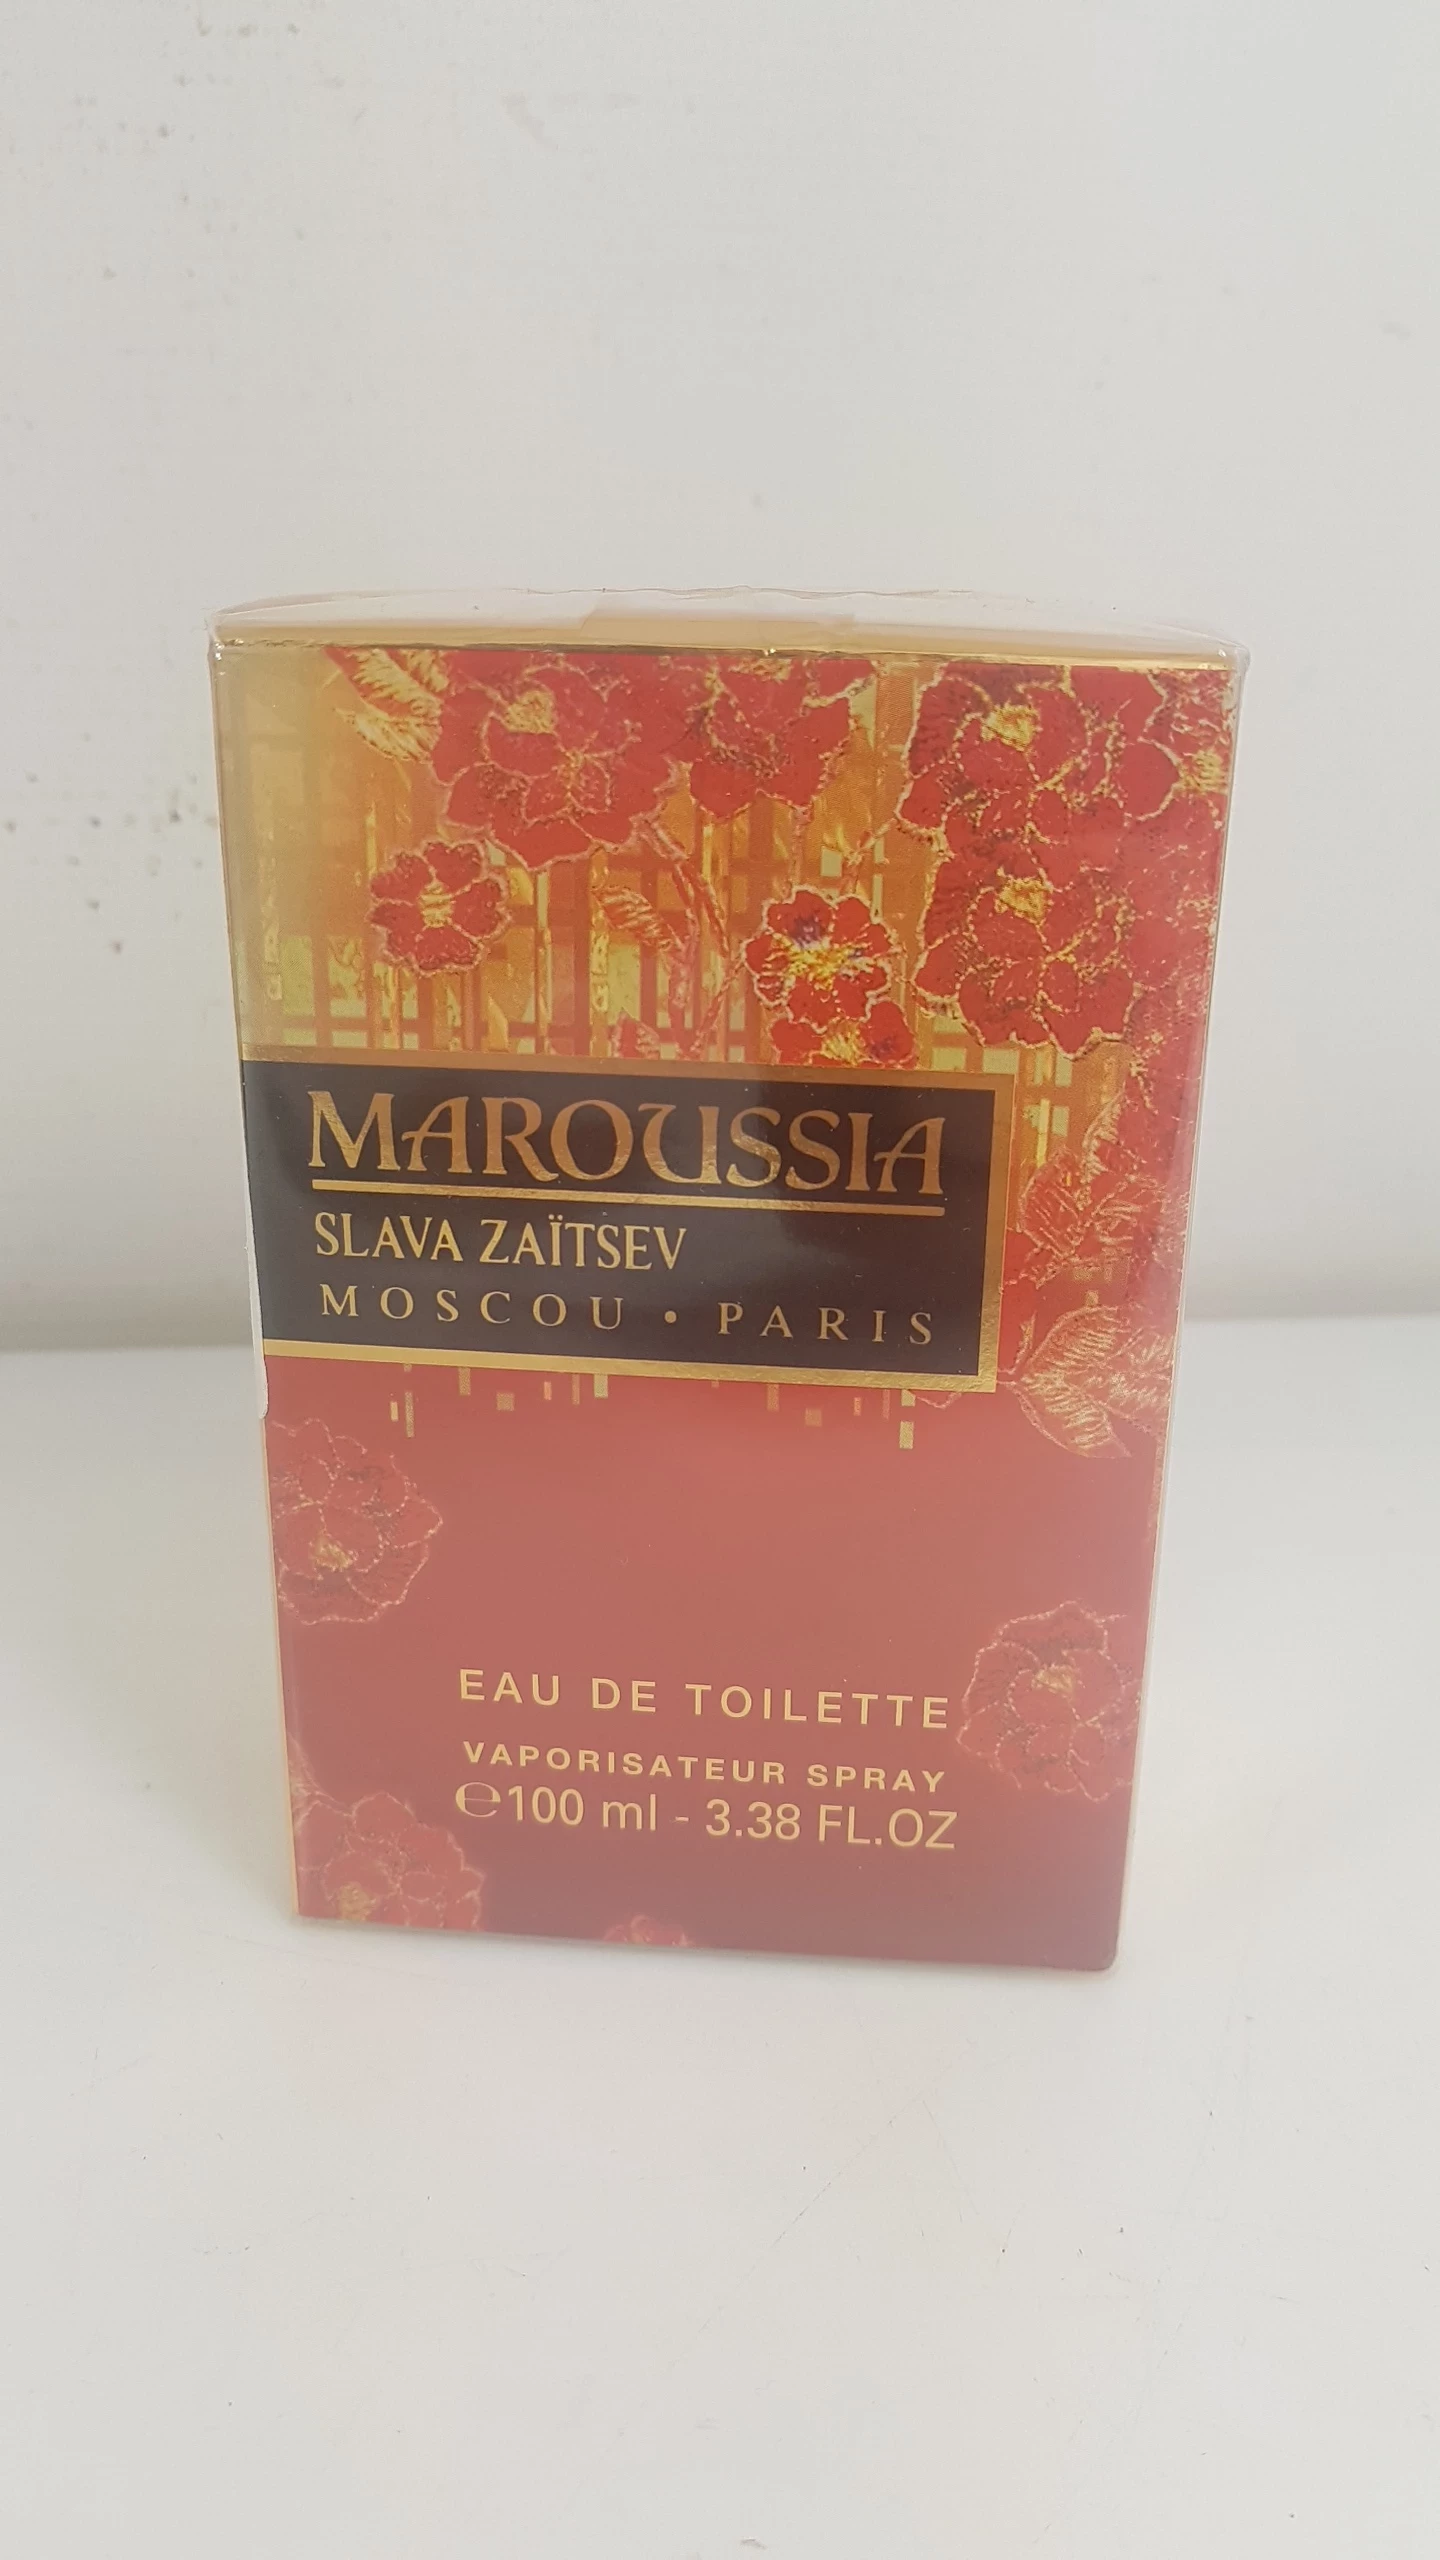 MAROUSSIA
SLAVA ZAÏTSEV
MOSCOU • PARIS
EAU DE TOILETTE
VAPORISATEUR SPRAY
℮100 ml - 3.38 FL.OZ